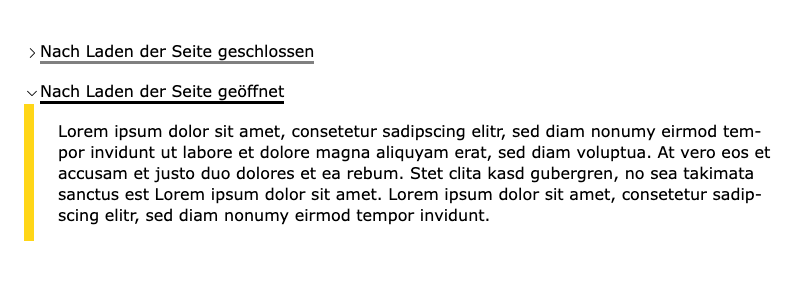 Nach Laden der Seite geschlossen
Nach Laden der Seite geöffnet
Lorem ipsum dolor sit amet, consetetur sadipscing elitr, sed diam nonumy eirmod tem-
por invidunt ut labore et dolore magna aliquyam erat, sed diam voluptua. At vero eos et
accusam et justo duo dolores et ea rebum. Stet clita kasd gubergren, no sea takimata
sanctus est Lorem ipsum dolor sit amet. Lorem ipsum dolor sit amet, consetetur sadip-
scing elitr, sed diam nonumy eirmod tempor invidunt.